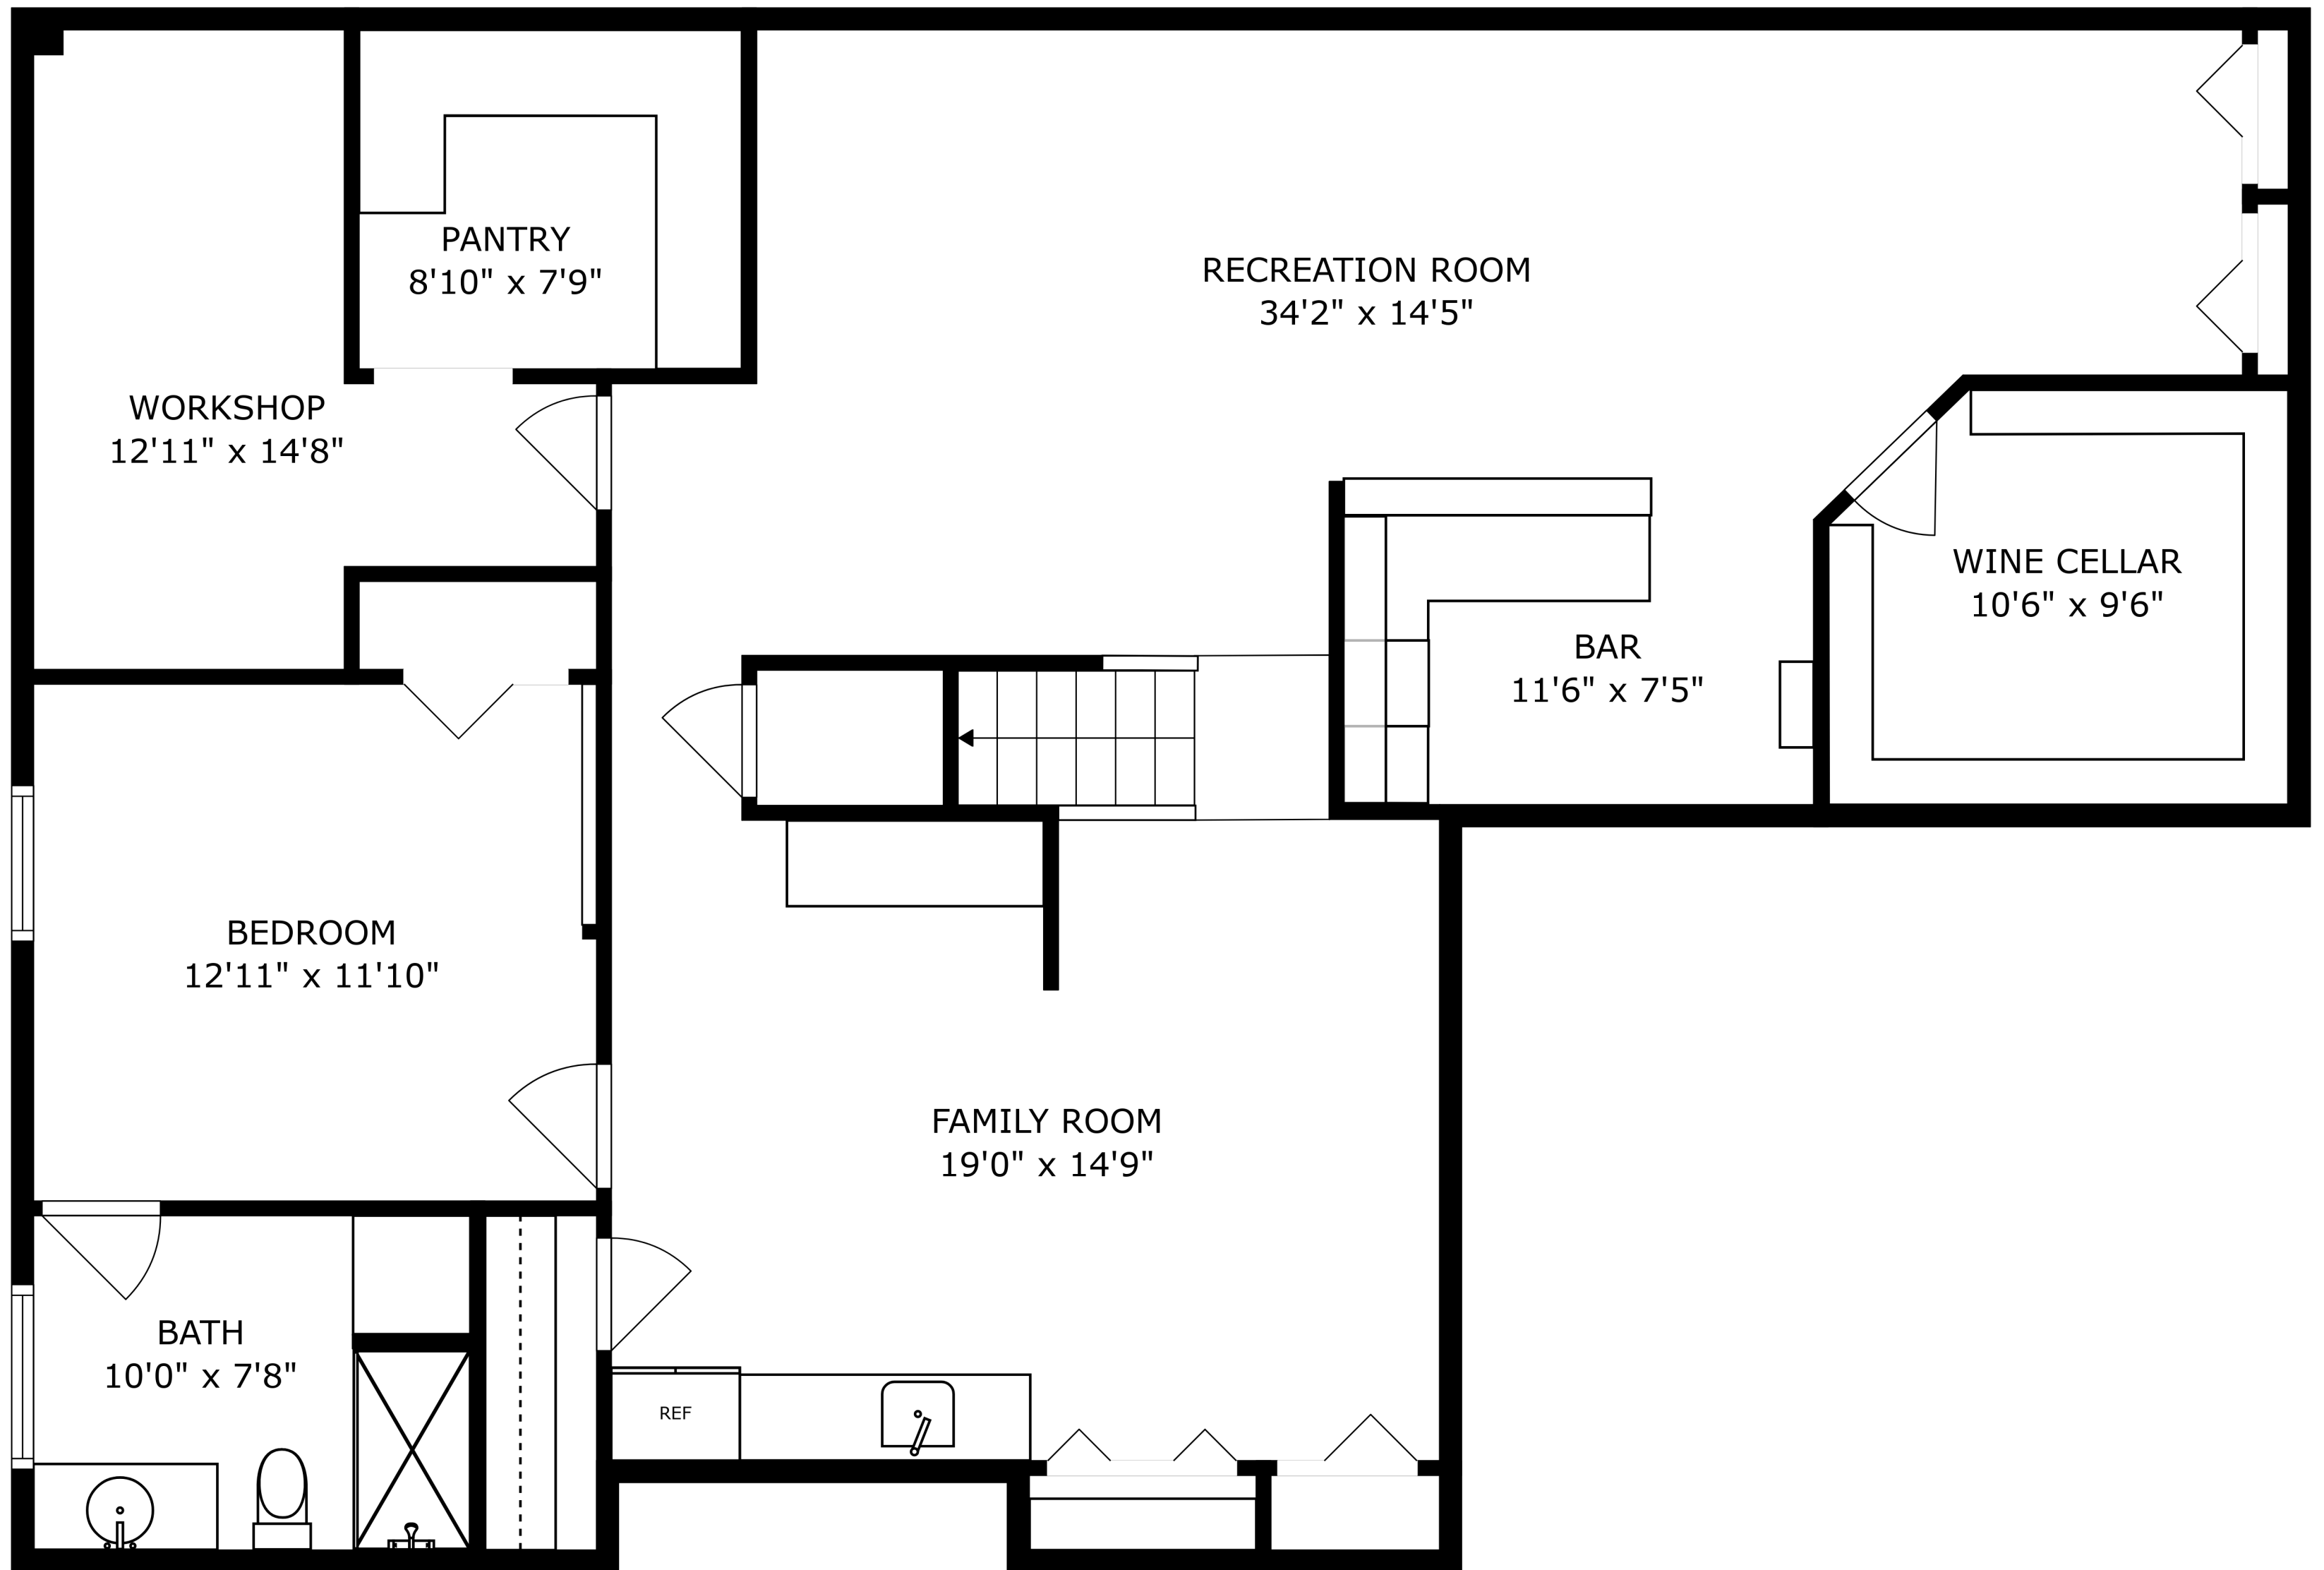 PANTRY
8'10" x 7'9"
RECREATION ROOM
34'2" x 14'5"
WORKSHOP
12'11" x 14'8"
WINE CELLAR
10'6" x 9'6"
BAR
11'6" x 7'5"
BEDROOM
12'11" x 11'10"
FAMILY ROOM
19'0" x 14'9"
BATH
10'0" x 7'8"
REF